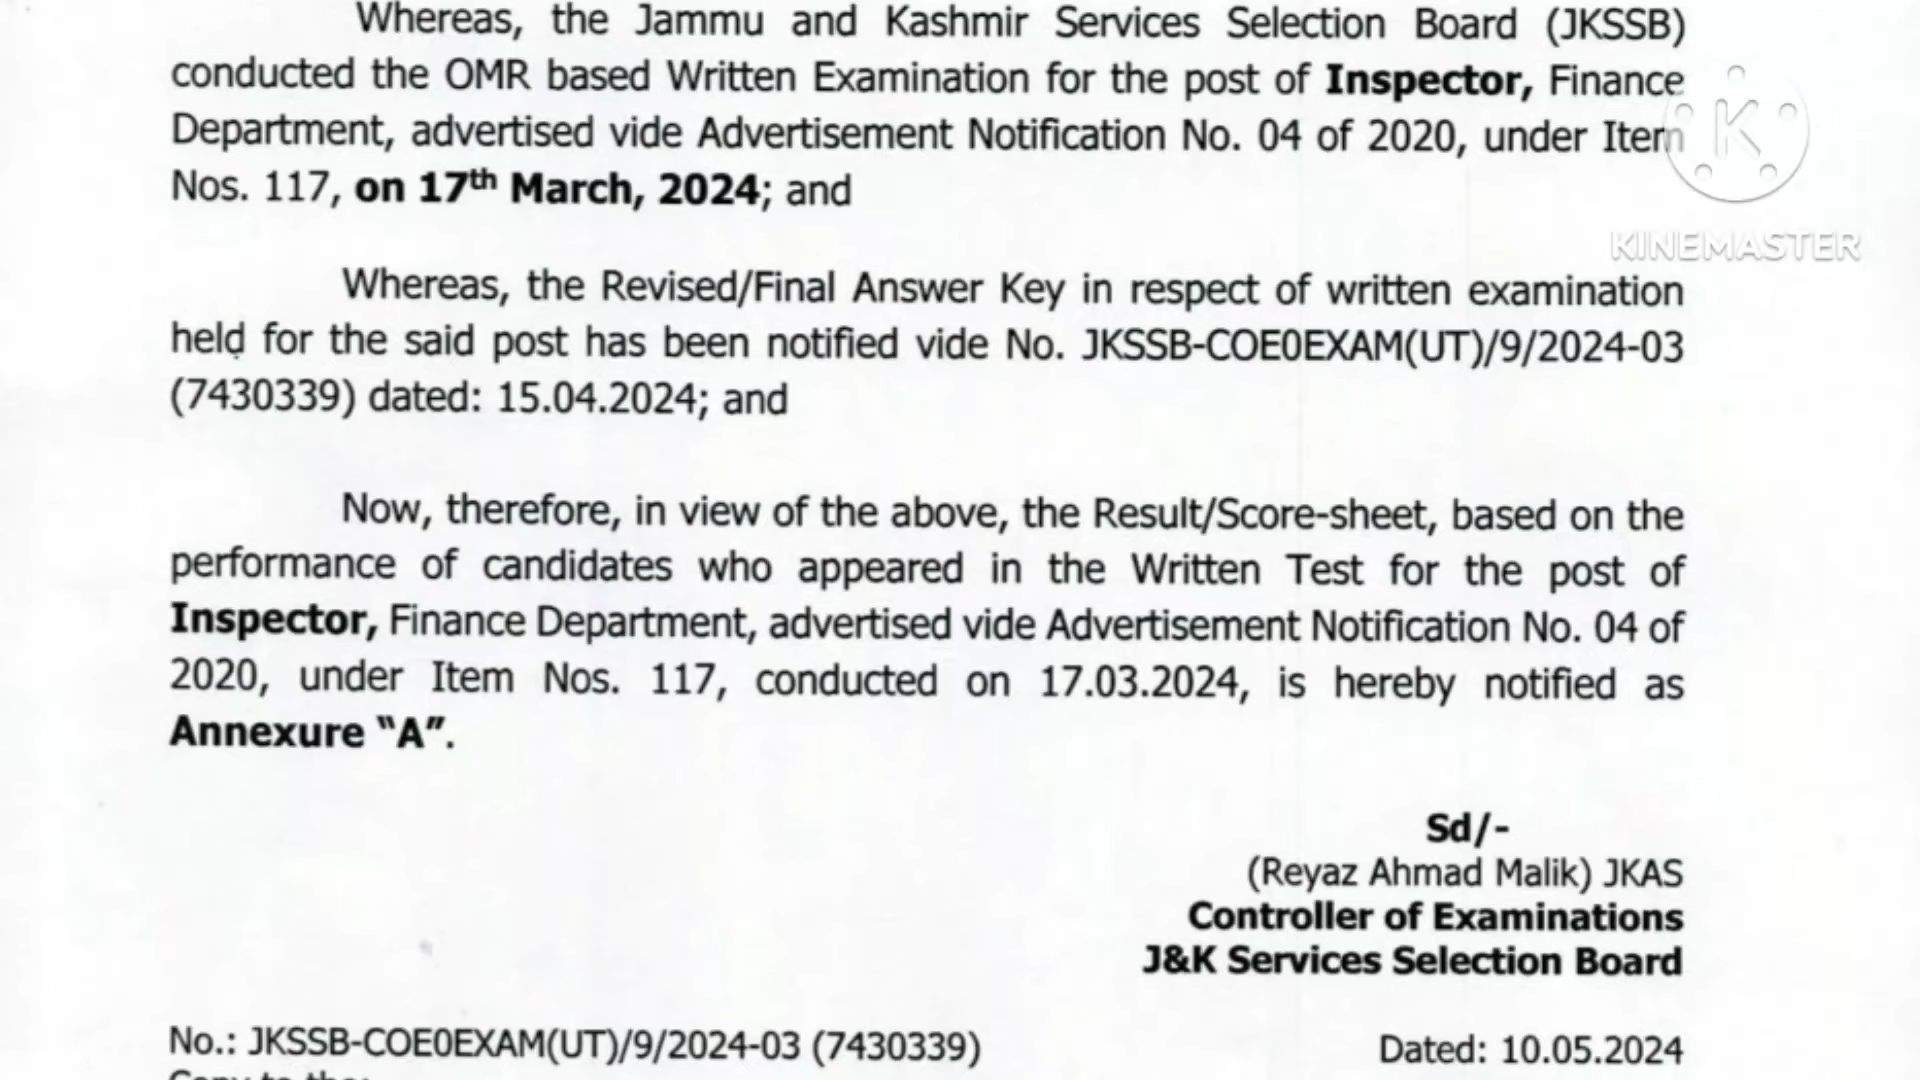 Whereas, the Jammu and Kashmir Services Selection Board (JKSSB)
conducted the OMR based Written Examination for the post of Inspector, Finance
Department, advertised vide Advertisement Notification No. 04 of 2020, under Item
Nos. 117, on 17th March, 2024; and
KINEMASTER
Whereas, the Revised/Final Answer Key in respect of written examination
held for the said post has been notified vide No. JKSSB-COE0EXAM(UT)/9/2024-03
(7430339) dated: 15.04.2024; and
Now, therefore, in view of the above, the Result/Score-sheet, based on the
performance of candidates who appeared in the Written Test for the post of
Inspector, Finance Department, advertised vide Advertisement Notification No. 04 of
2020, under Item Nos. 117, conducted on 17.03.2024, is hereby notified as
Annexure “A”.
Sd/-
(Reyaz Ahmad Malik) JKAS
Controller of Examinations
J&K Services Selection Board
No.: JKSSB-COE0EXAM(UT)/9/2024-03 (7430339)
Dated: 10.05.2024
Copy to the: